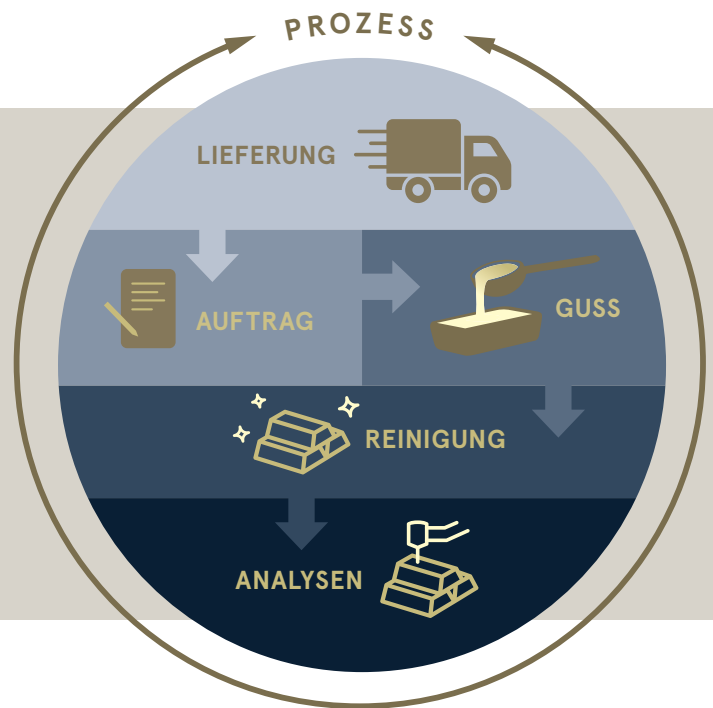 PROZESS
LIEFERUNG
AUFTRAG
GUSS
REINIGUNG
ANALYSEN